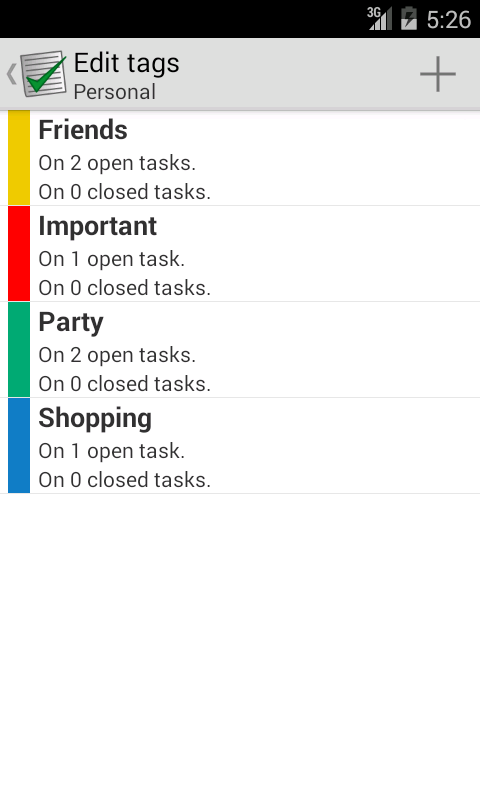 3G 5:26
Edit tags
Personal
Friends
On 2 open tasks.
On 0 closed tasks.
Important
On 1 open task.
On 0 closed tasks.
Party
On 2 open tasks.
On 0 closed tasks.
Shopping
On 1 open task.
On 0 closed tasks.